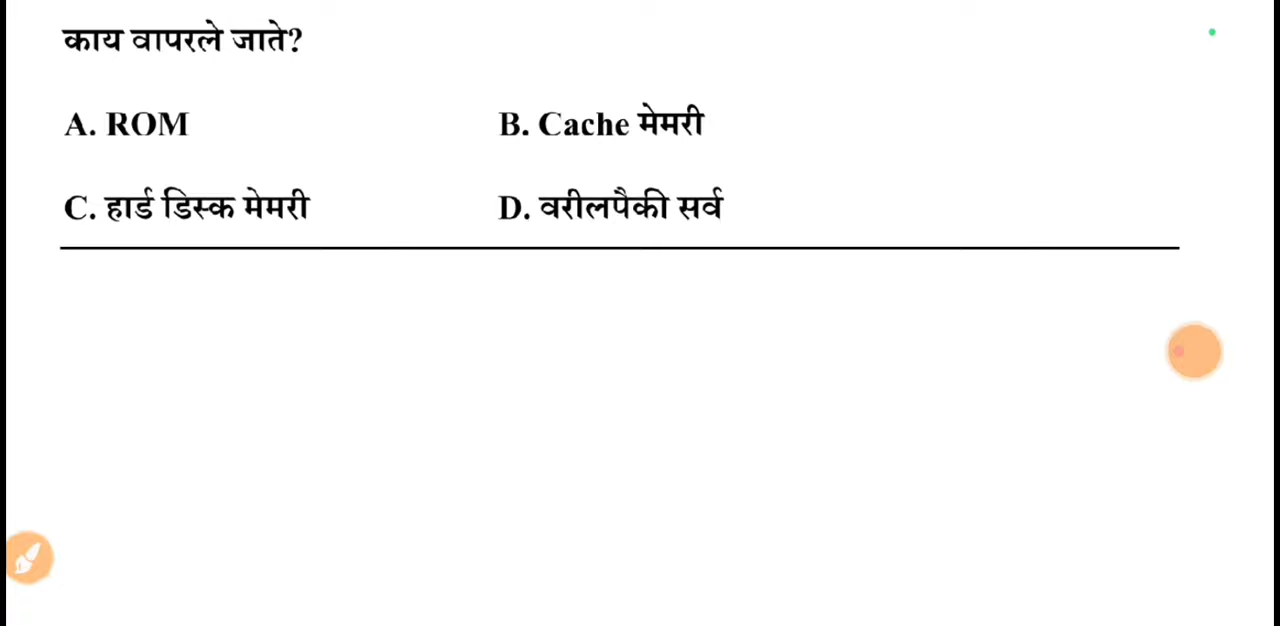 काय वापरले जाते?
A. ROM B. Cache मेमरी
C. हार्ड डिस्क मेमरी D. वरीलपैकी सर्व